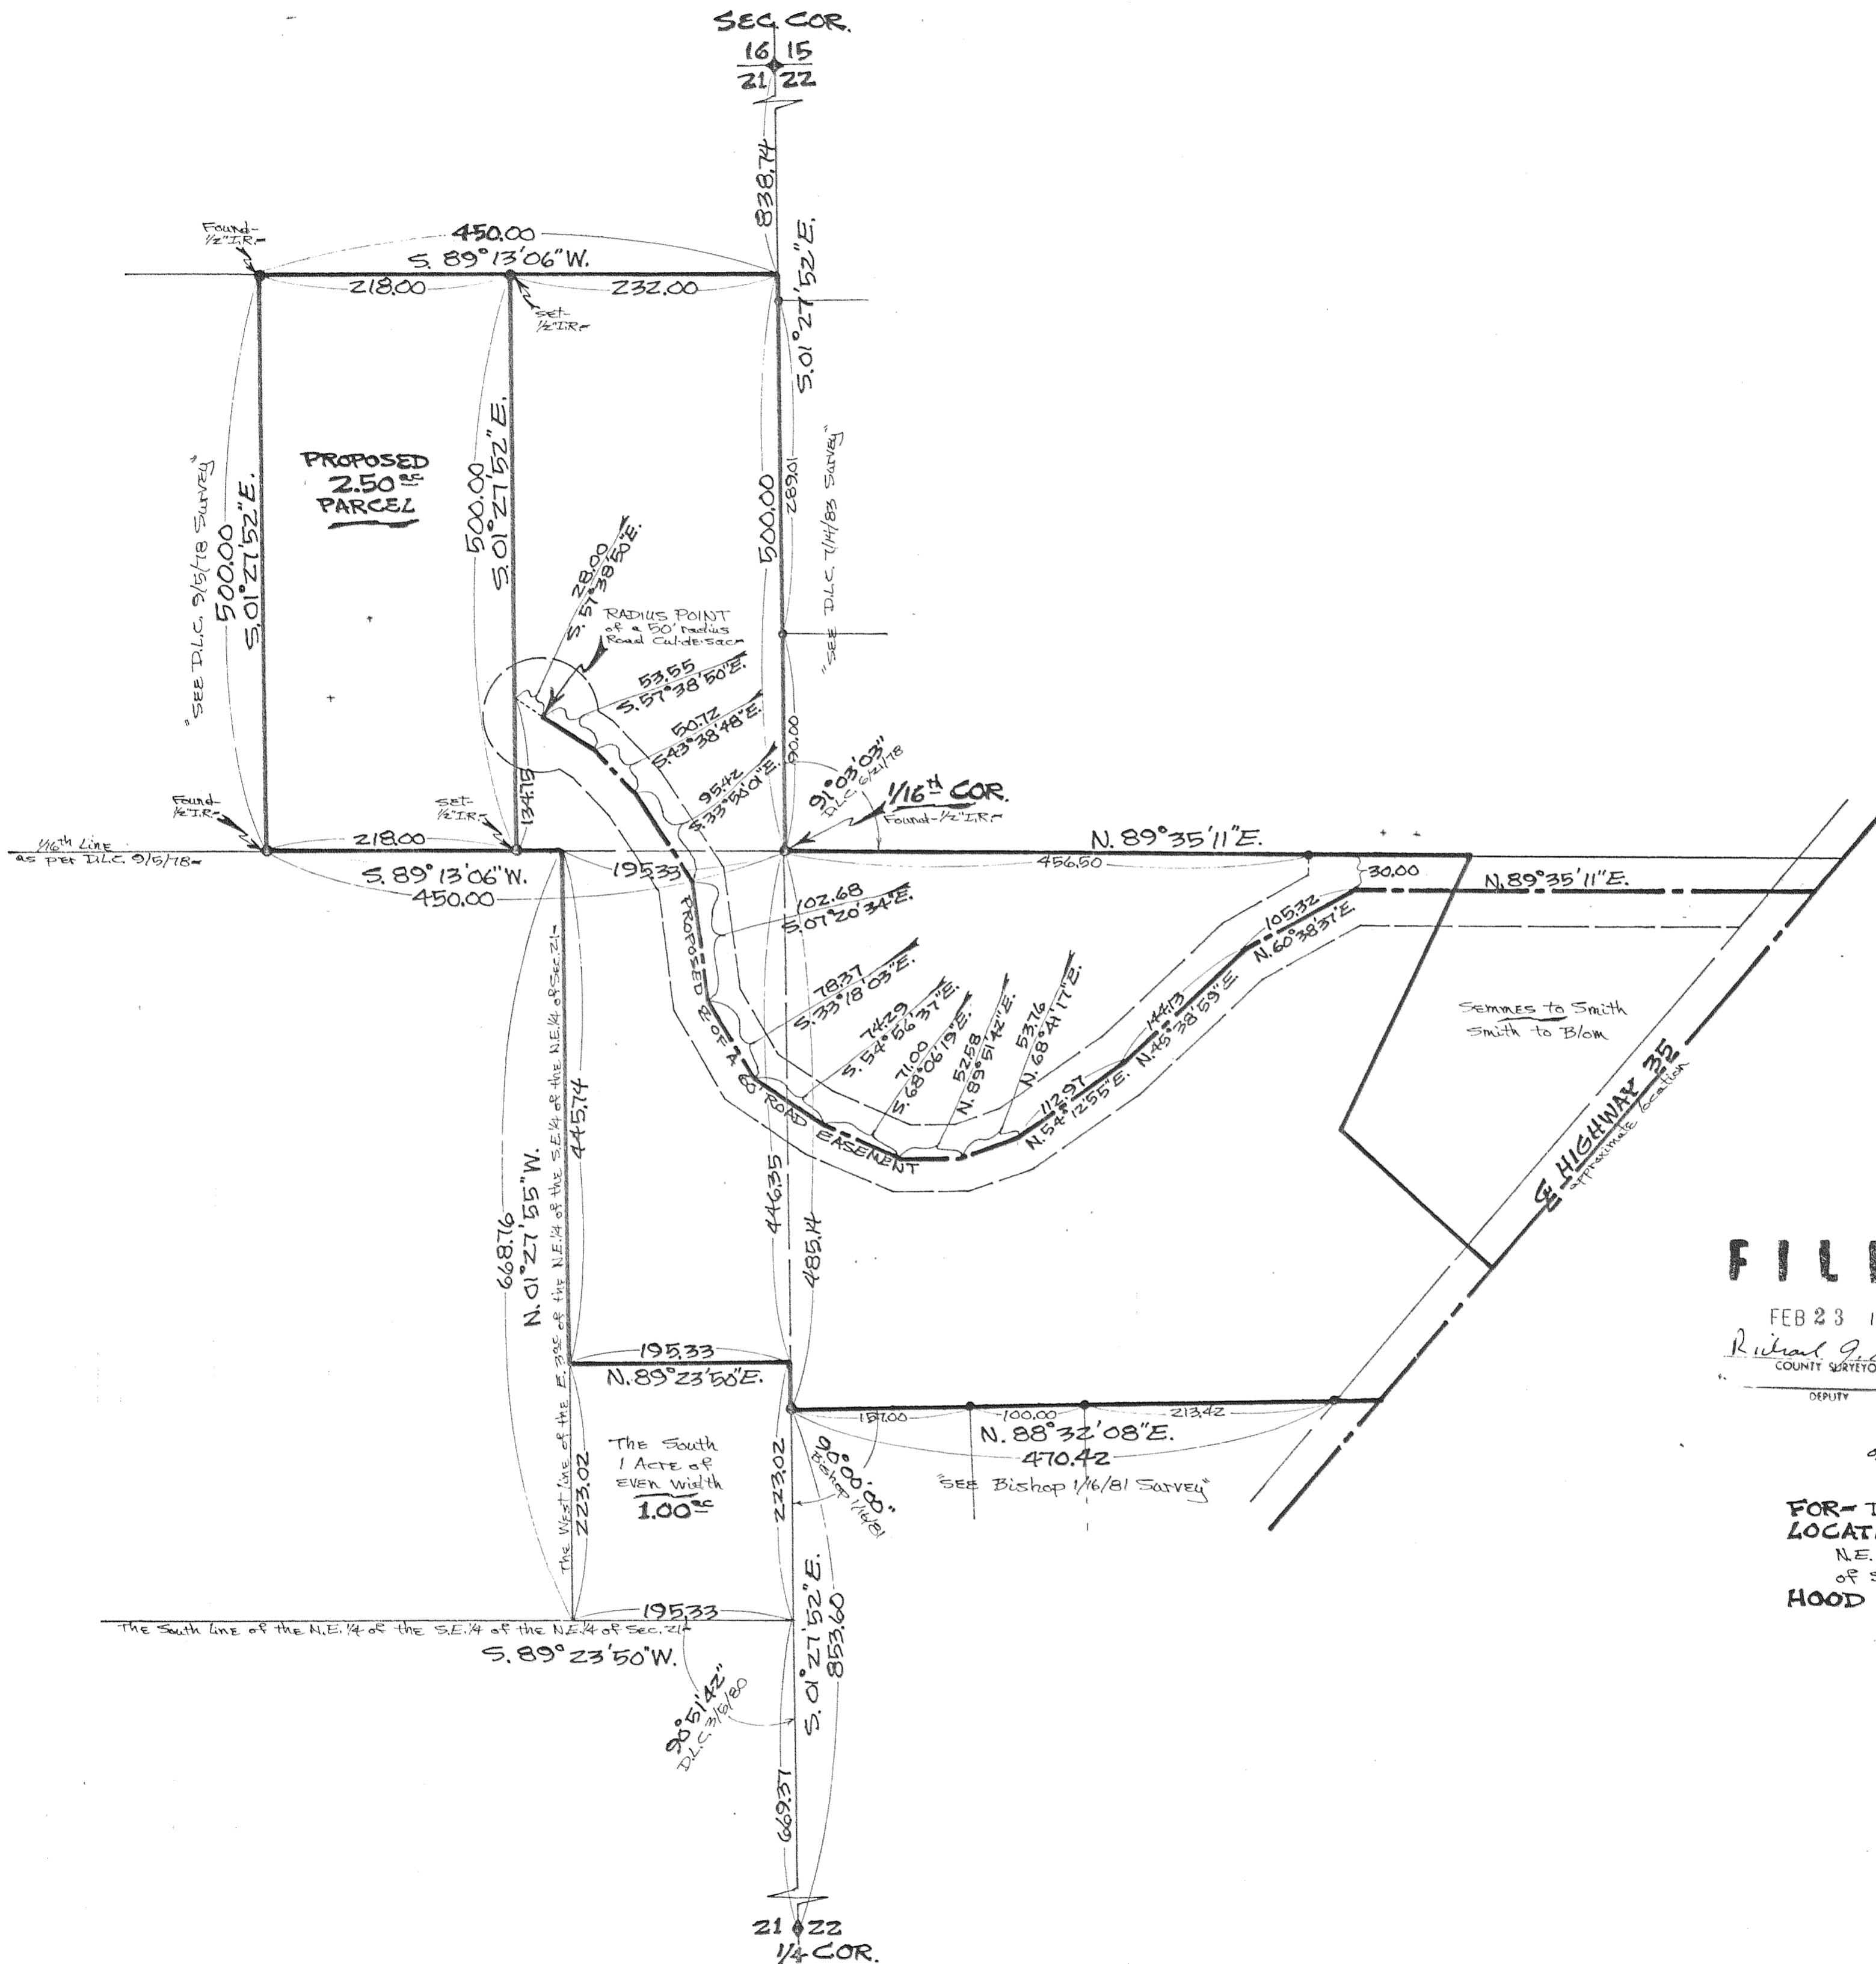 SEC. COR.
16 15
21 22
838.74
S. 01° 27' 52" E.
Found-
1/2" I.R.-
450.00
S. 89° 13' 06" W.
218.00
232.00
Set-
1/2" I.R.-
"SEE D.L.C. 9/5/78 Survey"
500.00
S. 01° 27' 52" E.
PROPOSED
2.50 ac
PARCEL
500.00
S. 01° 27' 52" E.
500.00
289.01
"SEE D.L.C. 7/14/83 Survey"
28.00
S. 57° 38' 50" E.
RADIUS POINT
of a 50' radius
Road Cul-de-sac-
53.55
S. 57° 38' 50" E.
50.72
S. 43° 38' 48" E.
95.42
S. 33° 50' 01" E.
90.00
91° 03' 03"
D.L.C. 6/21/78
1/16th COR.
Found-1/2" I.R.-
134.75
Found-
1/2" I.R.-
Set-
1/2" I.R.-
1/16th Line
as per D.L.C. 9/5/78-
218.00
S. 89° 13' 06" W.
450.00
195.33
N. 89° 35' 11" E.
456.50
30.00
N. 89° 35' 11" E.
102.68
S. 07° 20' 34" E.
78.37
S. 33° 18' 03" E.
74.29
S. 54° 56' 37" E.
71.00
S. 68° 06' 19" E.
52.58
N. 89° 51' 42" E.
53.76
N. 68° 41' 17" E.
112.97
N. 54° 12' 55" E.
144.13
N. 45° 38' 59" E.
105.32
N. 60° 38' 37" E.
PROPOSED ℄ OF A 60' ROAD EASEMENT
Semmes to Smith
Smith to Blom
℄ HIGHWAY 35
approximate location
445.74
668.76
N. 01° 27' 55" W.
The West line of the E. 3 ac of the N.E. 1/4 of the S.E. 1/4 of the N.E. 1/4 of Sec. 21-
446.35
485.14
195.33
N. 89° 23' 50" E.
The South
1 Acre of
EVEN Width
1.00 ac
223.02
223.02
90° 00' 00"
Bishop 1/16/81
157.00
100.00
213.42
N. 88° 32' 08" E.
470.42
"SEE Bishop 1/16/81 Survey"
195.33
The South line of the N.E. 1/4 of the S.E. 1/4 of the N.E. 1/4 of Sec. 21-
S. 89° 23' 50" W.
90° 51' 42"
D.L.C. 3/5/80
S. 01° 27' 52" E.
853.60
669.37
21 22
1/4 COR.
FIL
FEB 23 1
Richard J.
COUNTY SURVEYO
DEPUTY
FOR-
LOCAT
N.E.
of S
HOOD